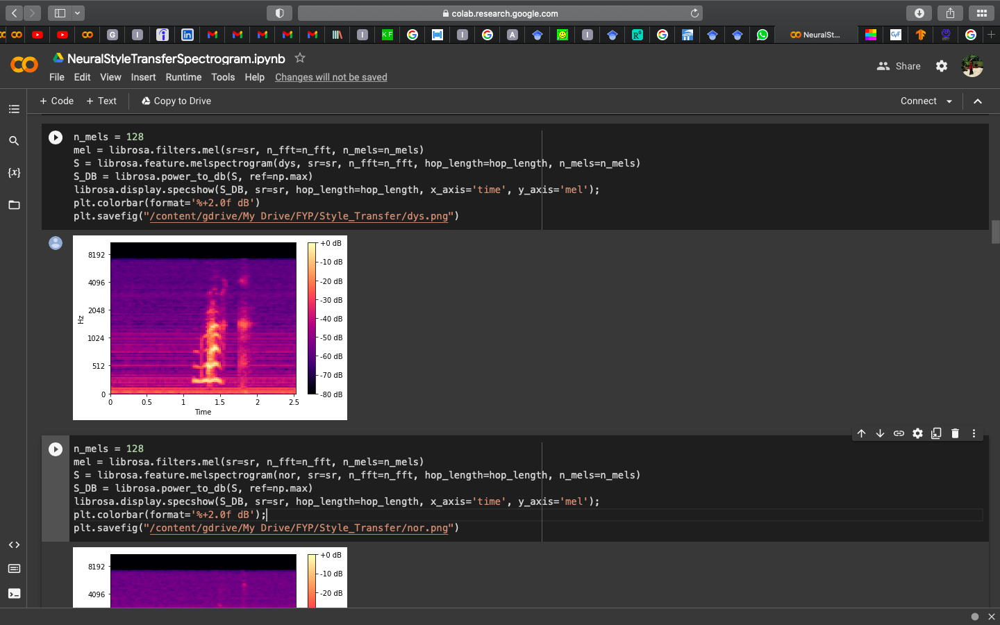 colab.research.google.com
G
I
i
in
I
KF
I
A
I
RG
NeuralSt...
GyF
NeuralStyleTransferSpectrogram.ipynb
File Edit View Insert Runtime Tools Help Changes will not be saved
Share
+ Code + Text Copy to Drive
Connect
{x}
n_mels = 128
mel = librosa.filters.mel(sr=sr, n_fft=n_fft, n_mels=n_mels)
S = librosa.feature.melspectrogram(dys, sr=sr, n_fft=n_fft, hop_length=hop_length, n_mels=n_mels)
S_DB = librosa.power_to_db(S, ref=np.max)
librosa.display.specshow(S_DB, sr=sr, hop_length=hop_length, x_axis='time', y_axis='mel');
plt.colorbar(format='%+2.0f dB')
plt.savefig("/content/gdrive/My Drive/FYP/Style_Transfer/dys.png")
8192
4096
2048
1024
512
0
Hz
0 0.5 1 1.5 2 2.5
Time
+0 dB
-10 dB
-20 dB
-30 dB
-40 dB
-50 dB
-60 dB
-70 dB
-80 dB
n_mels = 128
mel = librosa.filters.mel(sr=sr, n_fft=n_fft, n_mels=n_mels)
S = librosa.feature.melspectrogram(nor, sr=sr, n_fft=n_fft, hop_length=hop_length, n_mels=n_mels)
S_DB = librosa.power_to_db(S, ref=np.max)
librosa.display.specshow(S_DB, sr=sr, hop_length=hop_length, x_axis='time', y_axis='mel');
plt.colorbar(format='%+2.0f dB');
plt.savefig("/content/gdrive/My Drive/FYP/Style_Transfer/nor.png")
8192
4096
+0 dB
-10 dB
-20 dB